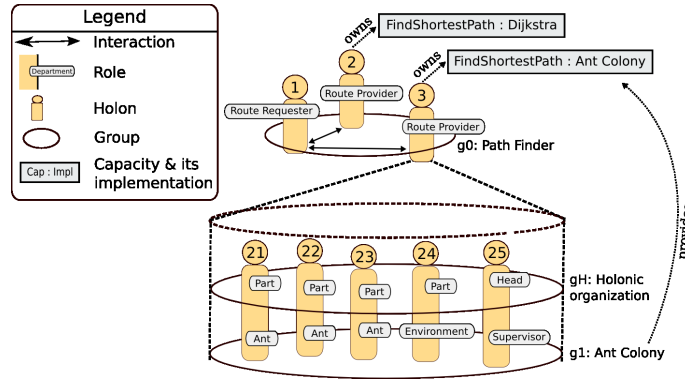 Legend
Interaction
Department
Role
Holon
Group
Cap : Impl
Capacity & its
implementation
owns
FindShortestPath : Dijkstra
owns
FindShortestPath : Ant Colony
1
2
3
Route Requester
Route Provider
Route Provider
g0: Path Finder
21
22
23
24
25
Part
Part
Part
Part
Head
gH: Holonic
organization
Ant
Ant
Ant
Environment
Supervisor
g1: Ant Colony